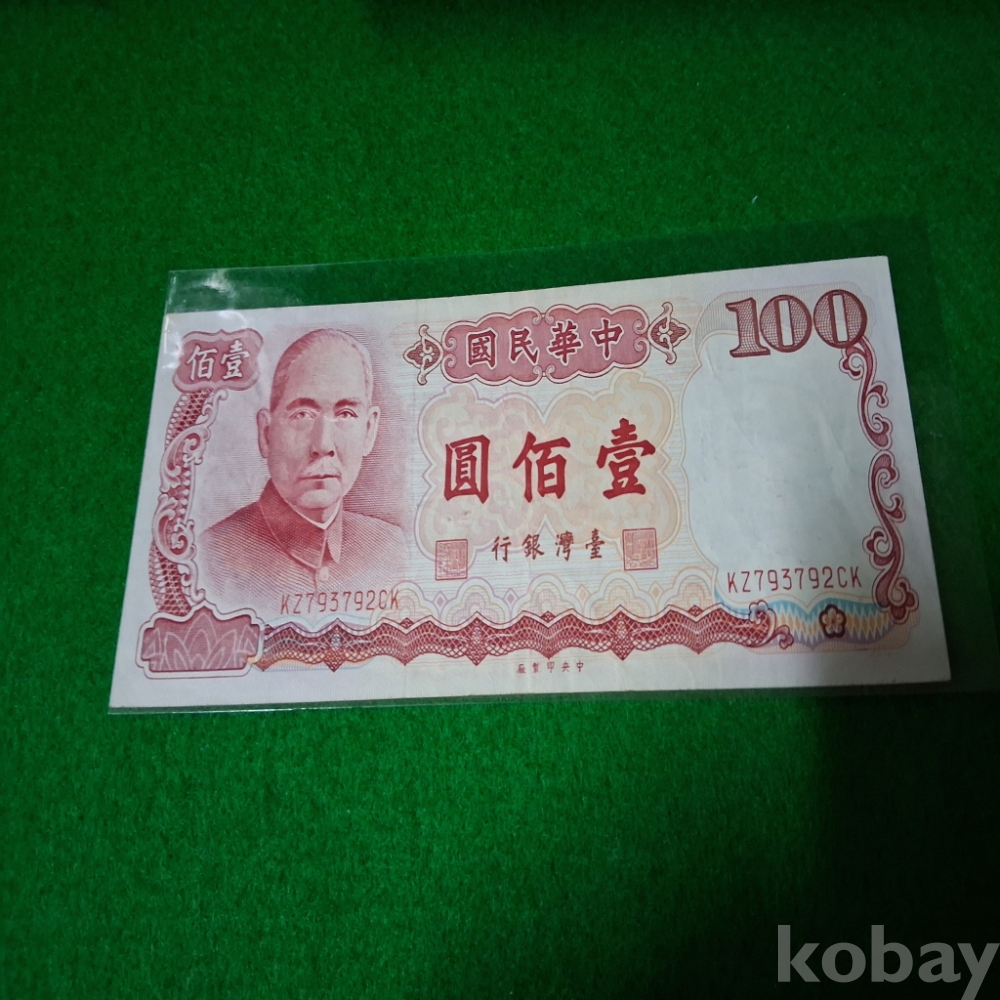 中華民國
100
壹佰
壹佰圓
臺灣銀行
KZ793792CK
KZ793792CK
中央印製廠
kobay